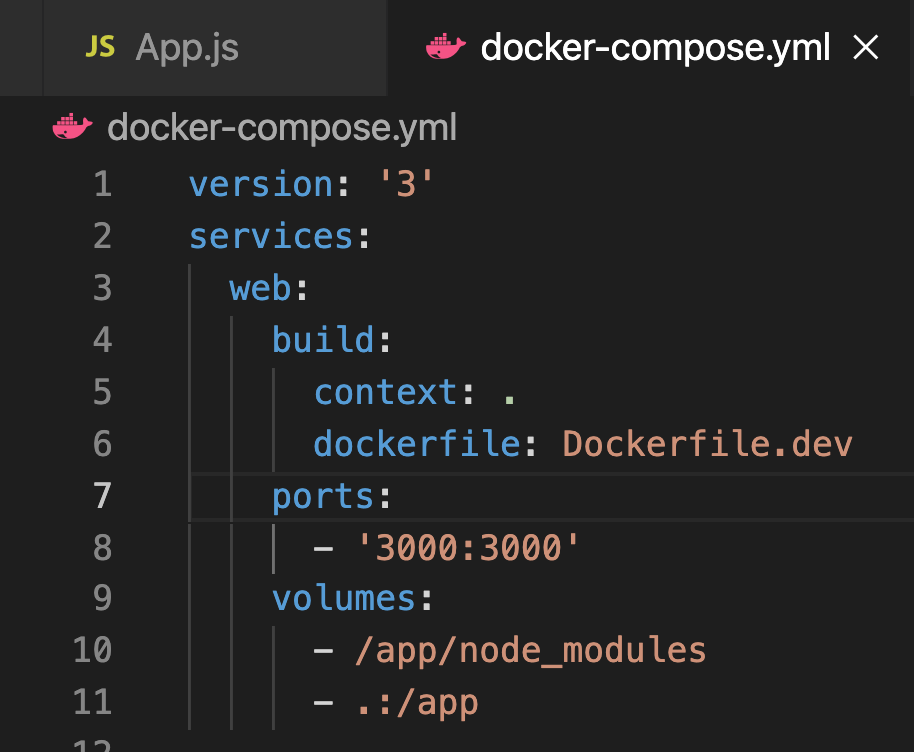 JS App.js docker-compose.yml ×
docker-compose.yml
1 version: '3'
2 services:
3   web:
4     build:
5       context: .
6       dockerfile: Dockerfile.dev
7     ports:
8       - '3000:3000'
9     volumes:
10       - /app/node_modules
11       - .:/app
12